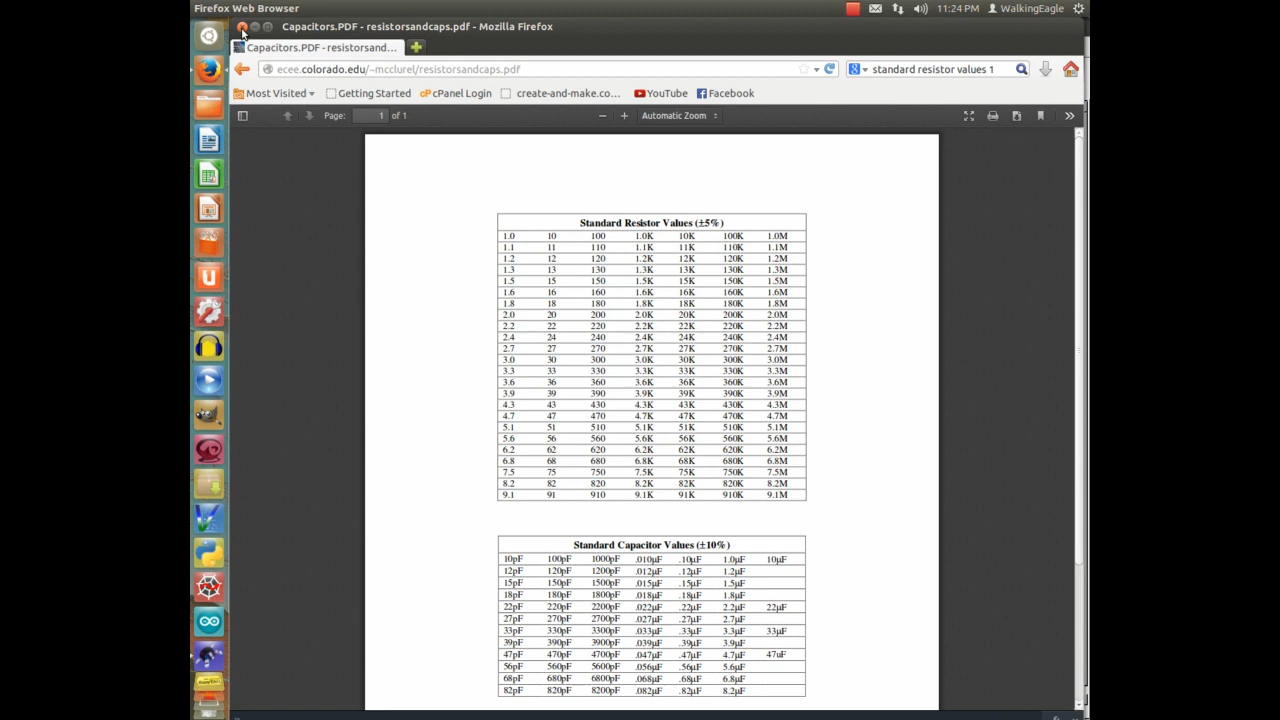 Firefox Web Browser 11:24 PM WalkingEagle
Capacitors.PDF - resistorsandcaps.pdf - Mozilla Firefox
Capacitors.PDF - resistorsand...
ecee.colorado.edu/~mcclurel/resistorsandcaps.pdf standard resistor values 1
Most Visited Getting Started cPanel Login create-and-make.co... YouTube Facebook
Page: 1 of 1 Automatic Zoom
Standard Resistor Values (±5%)
1.0 10 100 1.0K 10K 100K 1.0M
1.1 11 110 1.1K 11K 110K 1.1M
1.2 12 120 1.2K 12K 120K 1.2M
1.3 13 130 1.3K 13K 130K 1.3M
1.5 15 150 1.5K 15K 150K 1.5M
1.6 16 160 1.6K 16K 160K 1.6M
1.8 18 180 1.8K 18K 180K 1.8M
2.0 20 200 2.0K 20K 200K 2.0M
2.2 22 220 2.2K 22K 220K 2.2M
2.4 24 240 2.4K 24K 240K 2.4M
2.7 27 270 2.7K 27K 270K 2.7M
3.0 30 300 3.0K 30K 300K 3.0M
3.3 33 330 3.3K 33K 330K 3.3M
3.6 36 360 3.6K 36K 360K 3.6M
3.9 39 390 3.9K 39K 390K 3.9M
4.3 43 430 4.3K 43K 430K 4.3M
4.7 47 470 4.7K 47K 470K 4.7M
5.1 51 510 5.1K 51K 510K 5.1M
5.6 56 560 5.6K 56K 560K 5.6M
6.2 62 620 6.2K 62K 620K 6.2M
6.8 68 680 6.8K 68K 680K 6.8M
7.5 75 750 7.5K 75K 750K 7.5M
8.2 82 820 8.2K 82K 820K 8.2M
9.1 91 910 9.1K 91K 910K 9.1M
Standard Capacitor Values (±10%)
10pF 100pF 1000pF .010µF .10µF 1.0µF 10µF
12pF 120pF 1200pF .012µF .12µF 1.2µF
15pF 150pF 1500pF .015µF .15µF 1.5µF
18pF 180pF 1800pF .018µF .18µF 1.8µF
22pF 220pF 2200pF .022µF .22µF 2.2µF 22µF
27pF 270pF 2700pF .027µF .27µF 2.7µF
33pF 330pF 3300pF .033µF .33µF 3.3µF 33µF
39pF 390pF 3900pF .039µF .39µF 3.9µF
47pF 470pF 4700pF .047µF .47µF 4.7µF 47uF
56pF 560pF 5600pF .056µF .56µF 5.6µF
68pF 680pF 6800pF .068µF .68µF 6.8µF
82pF 820pF 8200pF .082µF .82µF 8.2µF